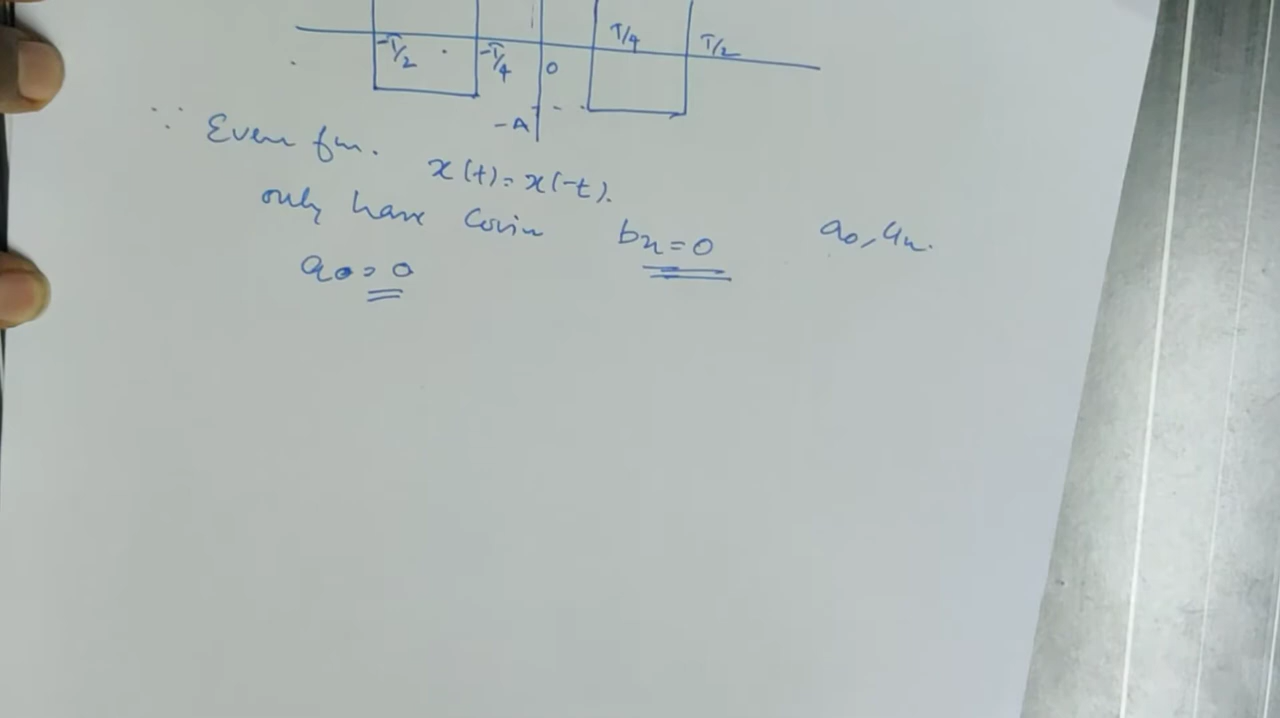 -T/2 -T/4 0 T/4 T/2
-A
∵ Even fn. x(t)=x(-t).
only have Cosin bn=0 a0, an.
a0=0